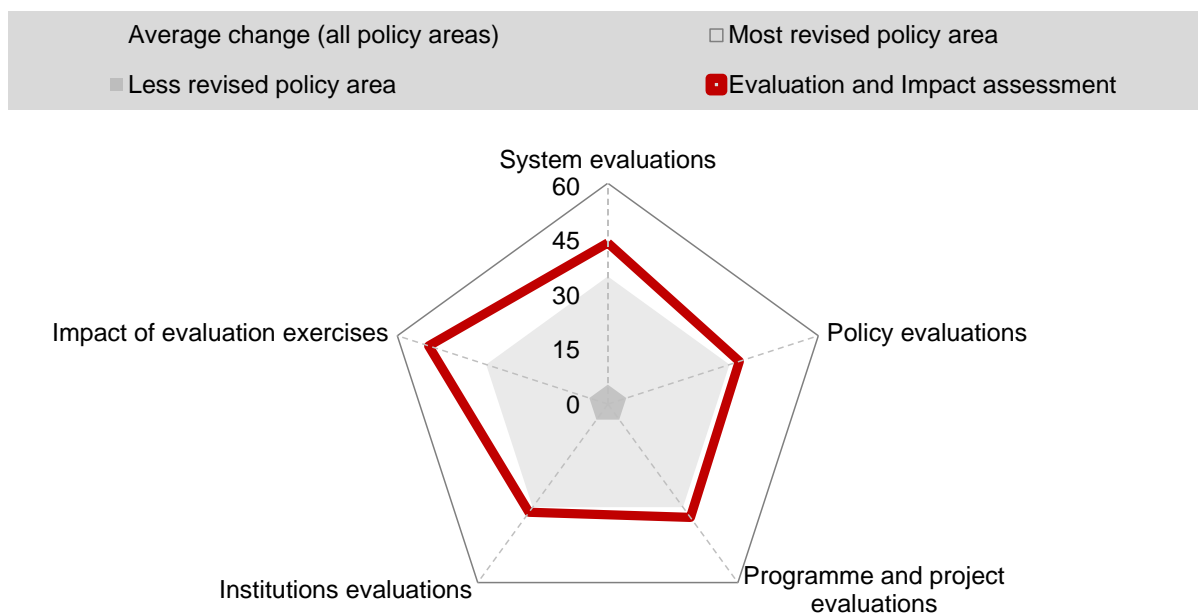 Average change (all policy areas)
Most revised policy area
Less revised policy area
Evaluation and Impact assessment
System evaluations
60
45
30
15
0
Impact of evaluation exercises
Policy evaluations
Institutions evaluations
Programme and project
evaluations